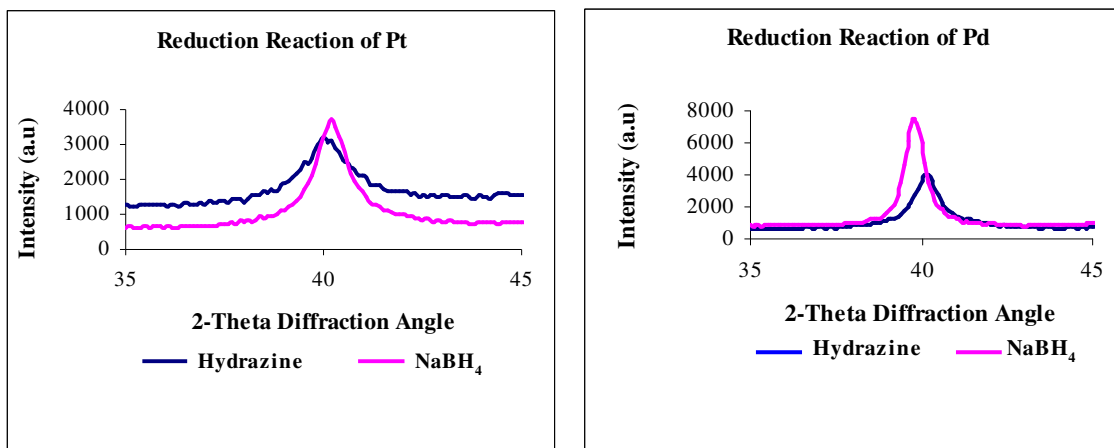 Reduction Reaction of Pt
Intensity (a.u)
4000
3000
2000
1000
0
35 40 45
2-Theta Diffraction Angle
Hydrazine NaBH₄
Reduction Reaction of Pd
Intensity (a.u)
8000
6000
4000
2000
0
35 40 45
2-Theta Diffraction Angle
Hydrazine NaBH₄